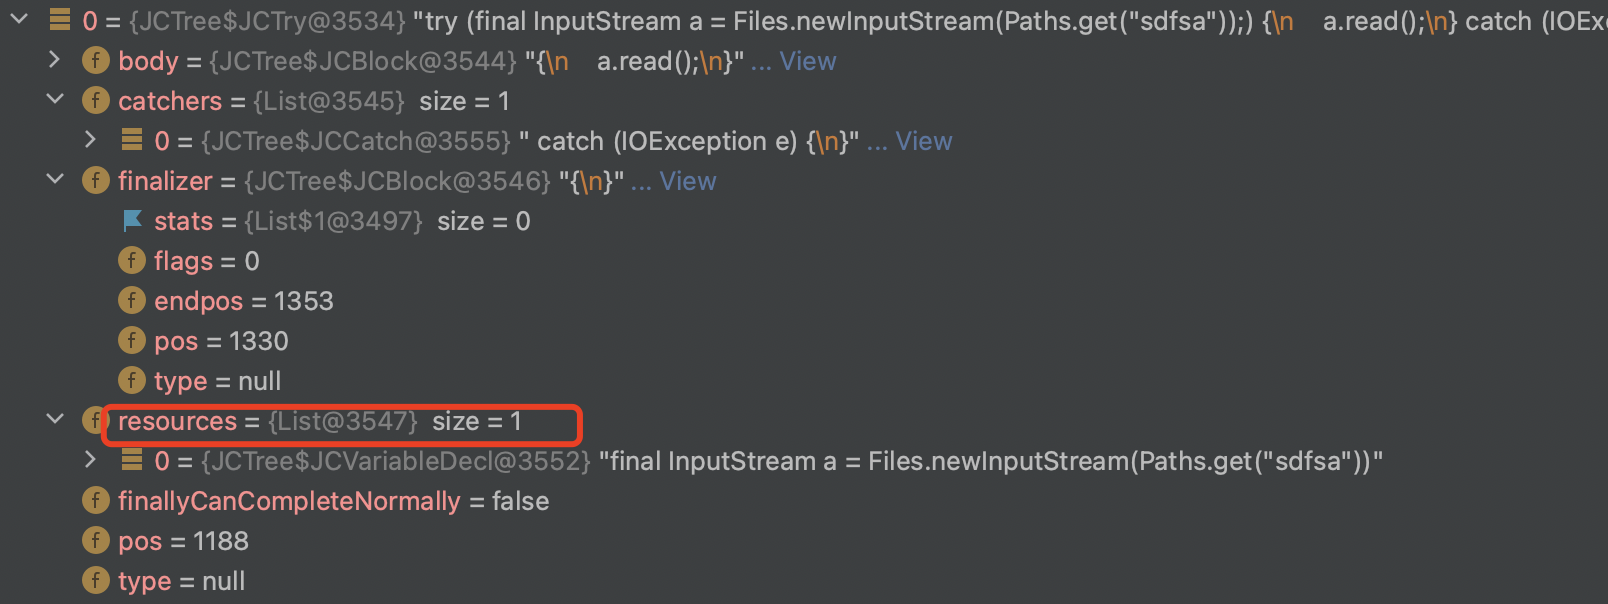 0 = {JCTree$JCTry@3534} "try (final InputStream a = Files.newInputStream(Paths.get("sdfsa"));) {\n    a.read();\n} catch (IOExc
f body = {JCTree$JCBlock@3544} "{\n    a.read();\n}" ... View
f catchers = {List@3545} size = 1
0 = {JCTree$JCCatch@3555} " catch (IOException e) {\n}" ... View
f finalizer = {JCTree$JCBlock@3546} "{\n}" ... View
stats = {List$1@3497} size = 0
f flags = 0
f endpos = 1353
f pos = 1330
f type = null
f resources = {List@3547} size = 1
0 = {JCTree$JCVariableDecl@3552} "final InputStream a = Files.newInputStream(Paths.get("sdfsa"))"
f finallyCanCompleteNormally = false
f pos = 1188
f type = null